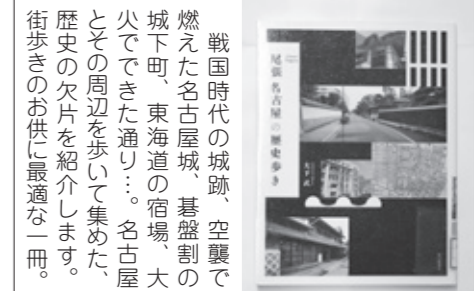 戦国時代の城跡、空襲で
燃えた名古屋城、碁盤割の
城下町、東海道の宿場、大
火でできた通り…。名古屋
とその周辺を歩いて集めた、
歴史の欠片を紹介します。
街歩きのお供に最適な一冊。
尾張 名古屋の歴史歩き